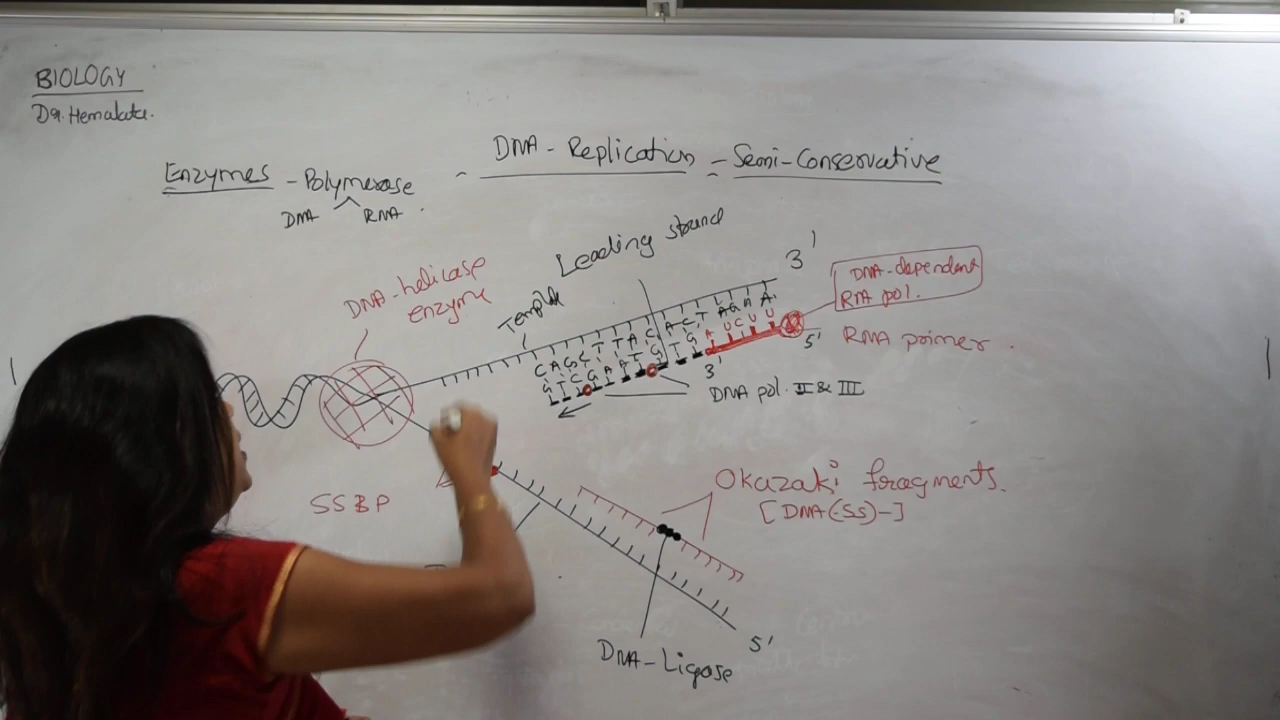 BIOLOGY
Dr. Hemalata.
DNA - Replication - Semi-Conservative
Enzymes - Polymerase
DNA RNA
Leading strand
3'
DNA-dependent
RNA pol.
DNA-helicase
enzyme
Template
C A G C T T A C A C T A G A A
G T C G A A T G T G A U C U U
5'
RNA primer
3'
DNA pol. II & III
SSBP
Okazaki fragments.
[DNA(SS)-]
5'
DNA-Ligase